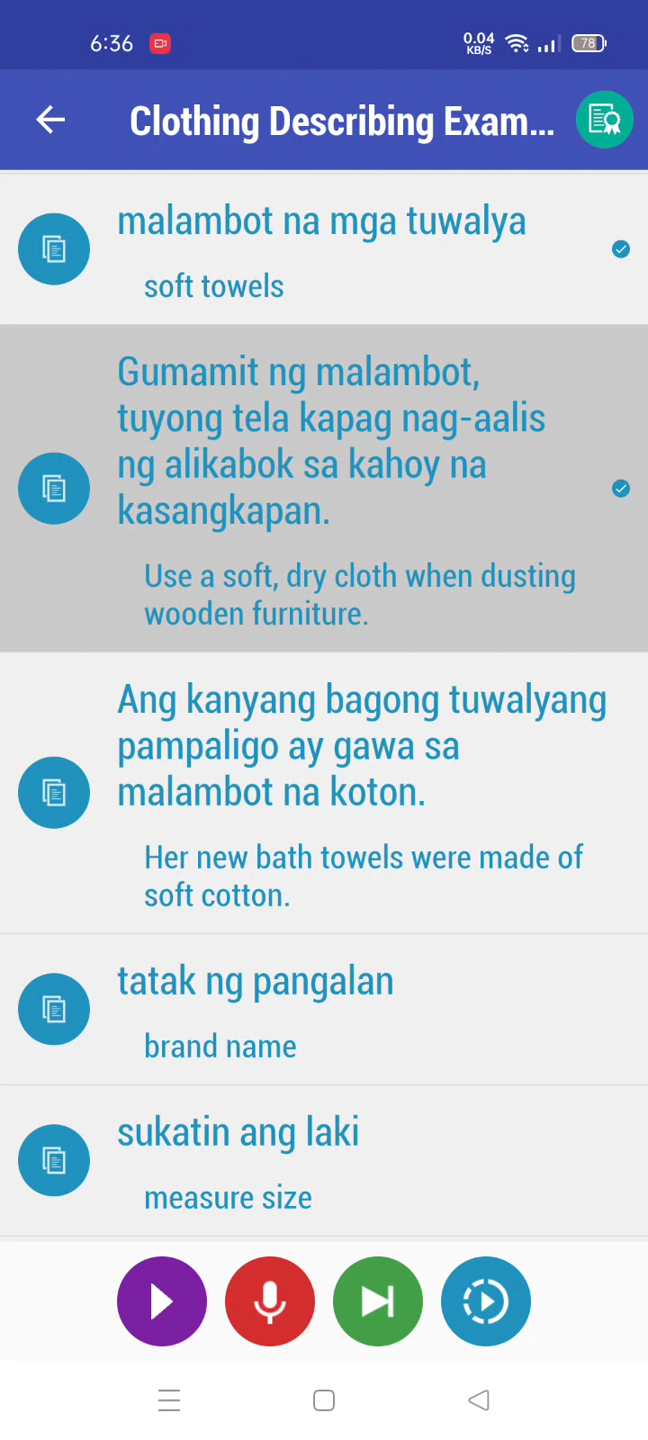 6:36
0.04
KB/S
78
Clothing Describing Exam...
malambot na mga tuwalya
soft towels
Gumamit ng malambot,
tuyong tela kapag nag-aalis
ng alikabok sa kahoy na
kasangkapan.
Use a soft, dry cloth when dusting
wooden furniture.
Ang kanyang bagong tuwalyang
pampaligo ay gawa sa
malambot na koton.
Her new bath towels were made of
soft cotton.
tatak ng pangalan
brand name
sukatin ang laki
measure size